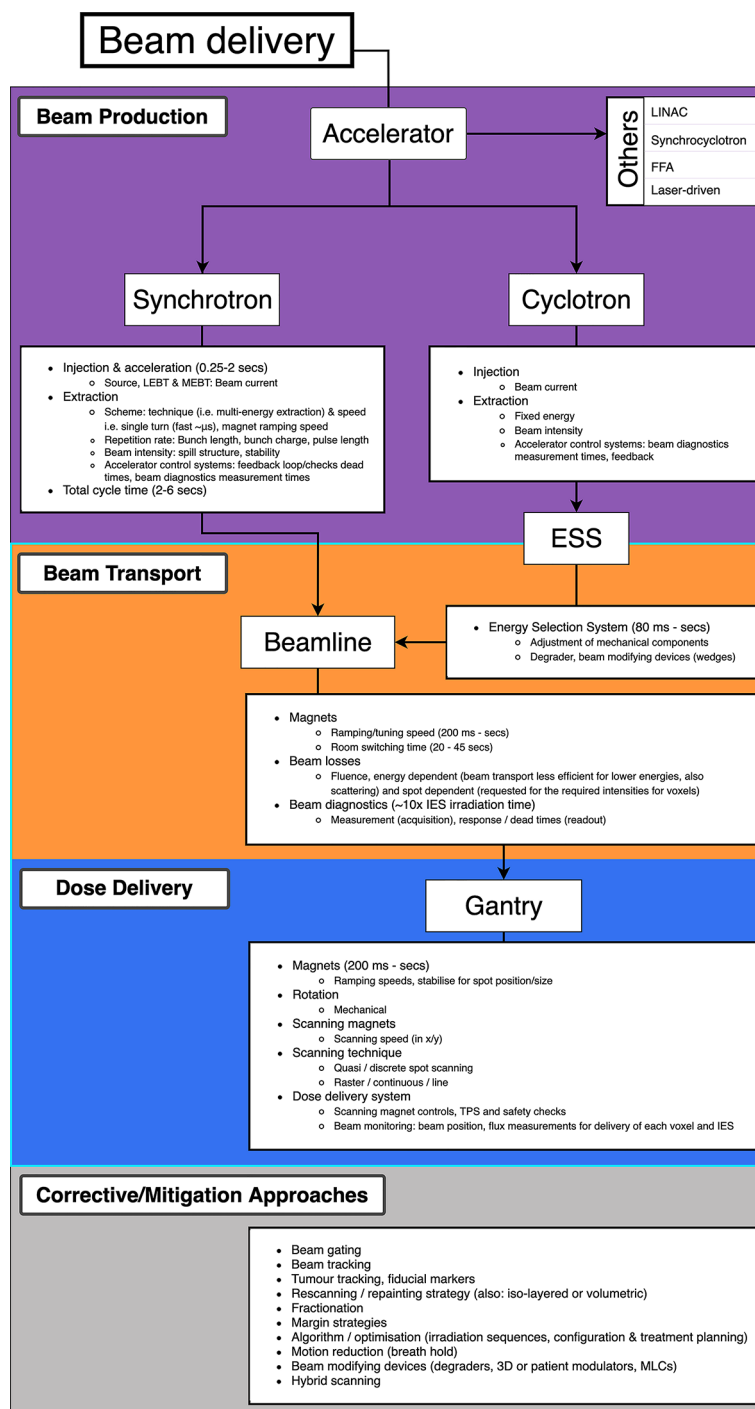 Beam delivery
Beam Production
Accelerator
Others
LINAC
Synchrocyclotron
FFA
Laser-driven
Synchrotron
Cyclotron
• Injection & acceleration (0.25-2 secs)
○ Source, LEBT & MEBT: Beam current
• Extraction
○ Scheme: technique (i.e. multi-energy extraction) & speed
i.e. single turn (fast ~μs), magnet ramping speed
○ Repetition rate: Bunch length, bunch charge, pulse length
○ Beam intensity: spill structure, stability
○ Accelerator control systems: feedback loop/checks dead
times, beam diagnostics measurement times
• Total cycle time (2-6 secs)
• Injection
○ Beam current
• Extraction
○ Fixed energy
○ Beam intensity
○ Accelerator control systems: beam diagnostics
measurement times, feedback
ESS
Beam Transport
Beamline
• Energy Selection System (80 ms - secs)
○ Adjustment of mechanical components
○ Degrader, beam modifying devices (wedges)
• Magnets
○ Ramping/tuning speed (200 ms - secs)
○ Room switching time (20 - 45 secs)
• Beam losses
○ Fluence, energy dependent (beam transport less efficient for lower energies, also
scattering) and spot dependent (requested for the required intensities for voxels)
• Beam diagnostics (~10x IES irradiation time)
○ Measurement (acquisition), response / dead times (readout)
Dose Delivery
Gantry
• Magnets (200 ms - secs)
○ Ramping speeds, stabilise for spot position/size
• Rotation
○ Mechanical
• Scanning magnets
○ Scanning speed (in x/y)
• Scanning technique
○ Quasi / discrete spot scanning
○ Raster / continuous / line
• Dose delivery system
○ Scanning magnet controls, TPS and safety checks
○ Beam monitoring: beam position, flux measurements for delivery of each voxel and IES
Corrective/Mitigation Approaches
• Beam gating
• Beam tracking
• Tumour tracking, fiducial markers
• Rescanning / repainting strategy (also: iso-layered or volumetric)
• Fractionation
• Margin strategies
• Algorithm / optimisation (irradiation sequences, configuration & treatment planning)
• Motion reduction (breath hold)
• Beam modifying devices (degraders, 3D or patient modulators, MLCs)
• Hybrid scanning